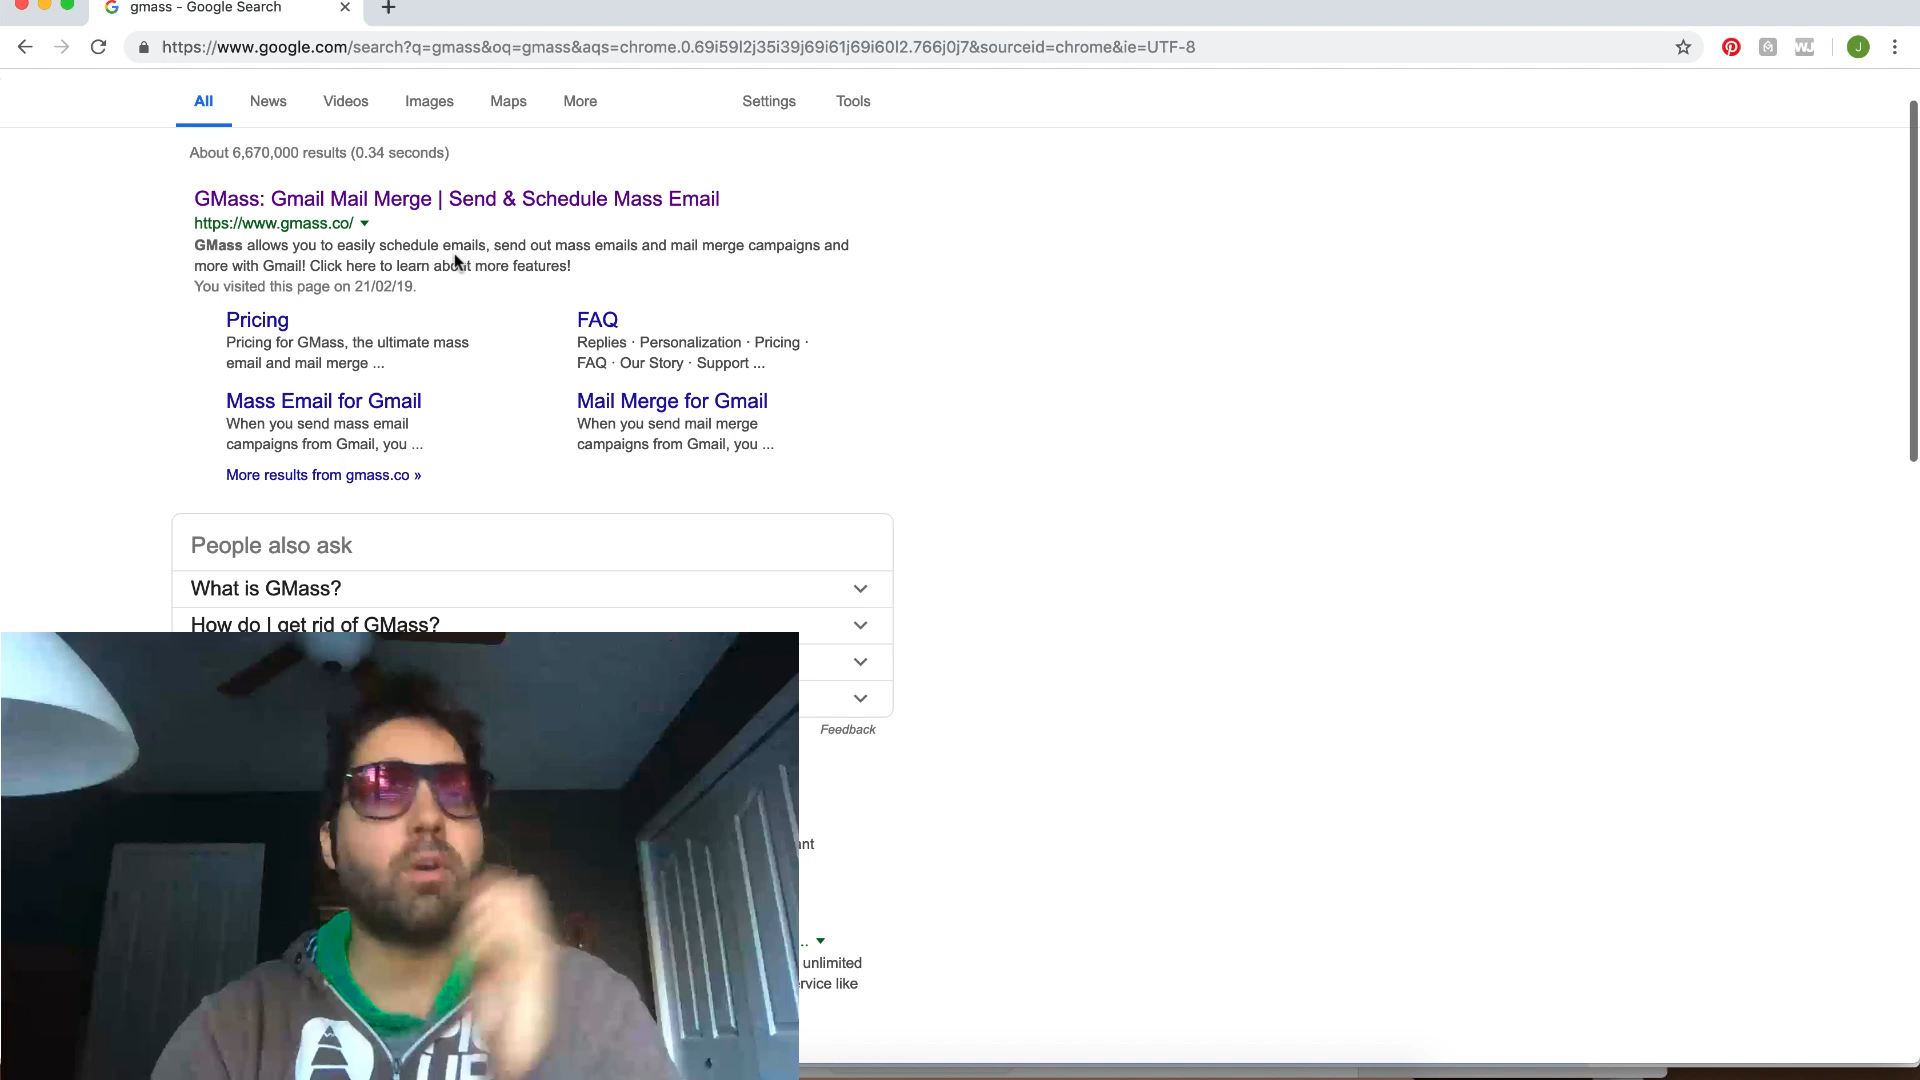 gmass - Google Search
https://www.google.com/search?q=gmass&oq=gmass&aqs=chrome.0.69i59l2j35i39j69i61j69i60l2.766j0j7&sourceid=chrome&ie=UTF-8
J
All News Videos Images Maps More Settings Tools
About 6,670,000 results (0.34 seconds)
GMass: Gmail Mail Merge | Send & Schedule Mass Email
https://www.gmass.co/
GMass allows you to easily schedule emails, send out mass emails and mail merge campaigns and
more with Gmail! Click here to learn about more features!
You visited this page on 21/02/19.
Pricing
Pricing for GMass, the ultimate mass
email and mail merge ...
FAQ
Replies · Personalization · Pricing ·
FAQ · Our Story · Support ...
Mass Email for Gmail
When you send mass email
campaigns from Gmail, you ...
Mail Merge for Gmail
When you send mail merge
campaigns from Gmail, you ...
More results from gmass.co »
People also ask
What is GMass?
How do I get rid of GMass?
Feedback
unlimited
like